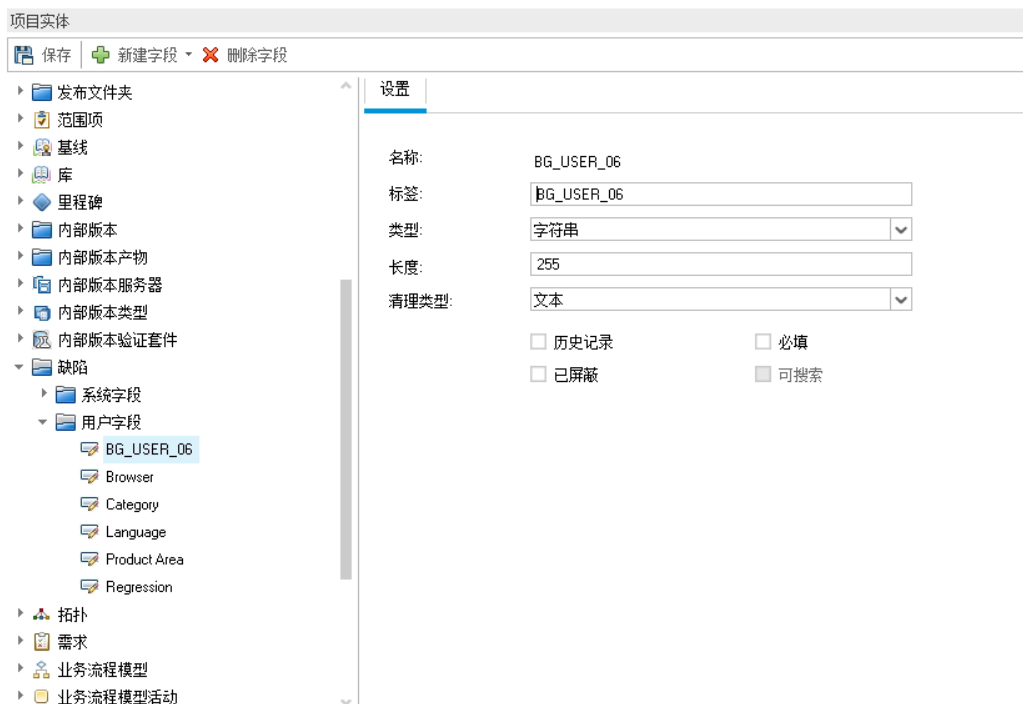 项目实体
保存 新建字段 删除字段
发布文件夹
范围项
基线
库
里程碑
内部版本
内部版本产物
内部版本服务器
内部版本类型
内部版本验证套件
缺陷
系统字段
用户字段
BG_USER_06
Browser
Category
Language
Product Area
Regression
拓扑
需求
业务流程模型
业务流程模型活动
设置
名称: BG_USER_06
标签: BG_USER_06
类型: 字符串
长度: 255
清理类型: 文本
历史记录 必填
已屏蔽 可搜索